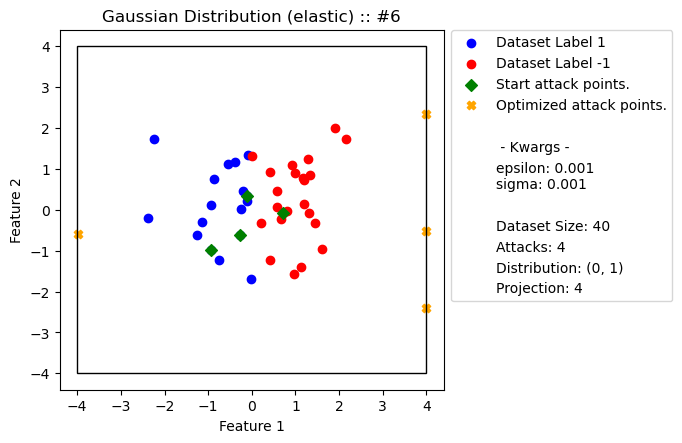 Gaussian Distribution (elastic) :: #6
Feature 2
4
3
2
1
0
−1
−2
−3
−4
−4
−3
−2
−1
0
1
2
3
4
Feature 1
Dataset Label 1
Dataset Label -1
Start attack points.
Optimized attack points.
- Kwargs -
epsilon: 0.001
sigma: 0.001
Dataset Size: 40
Attacks: 4
Distribution: (0, 1)
Projection: 4